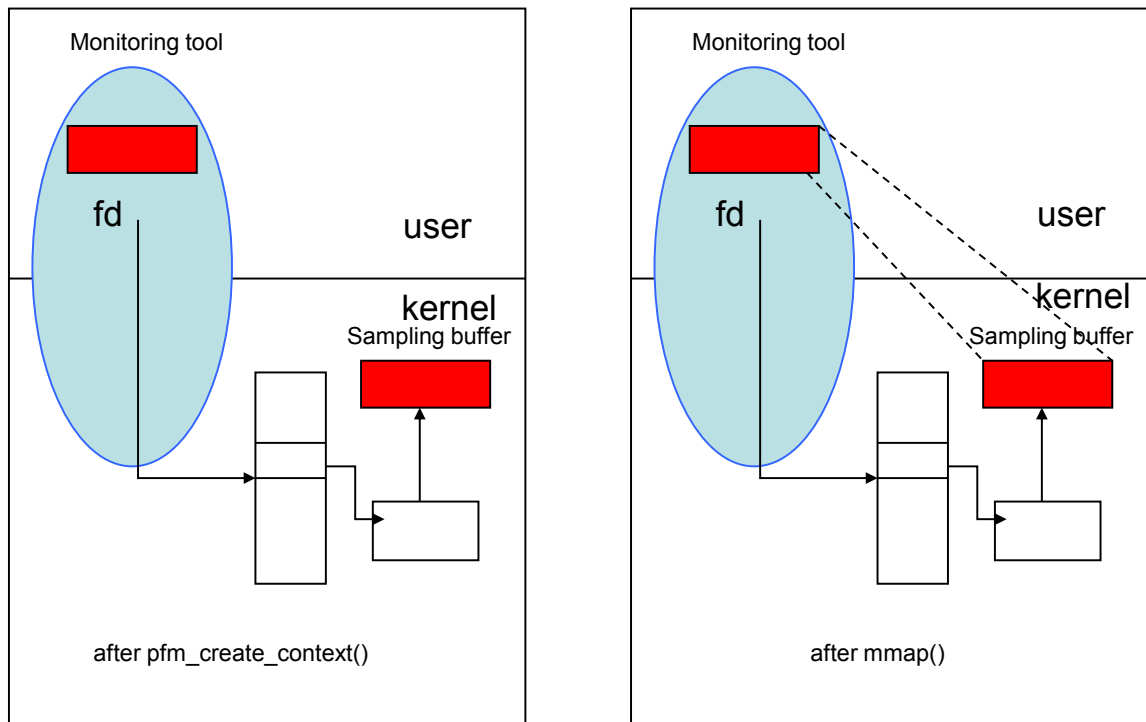 Monitoring tool
fd
user
kernel
Sampling buffer
after pfm_create_context()
Monitoring tool
fd
user
kernel
Sampling buffer
after mmap()